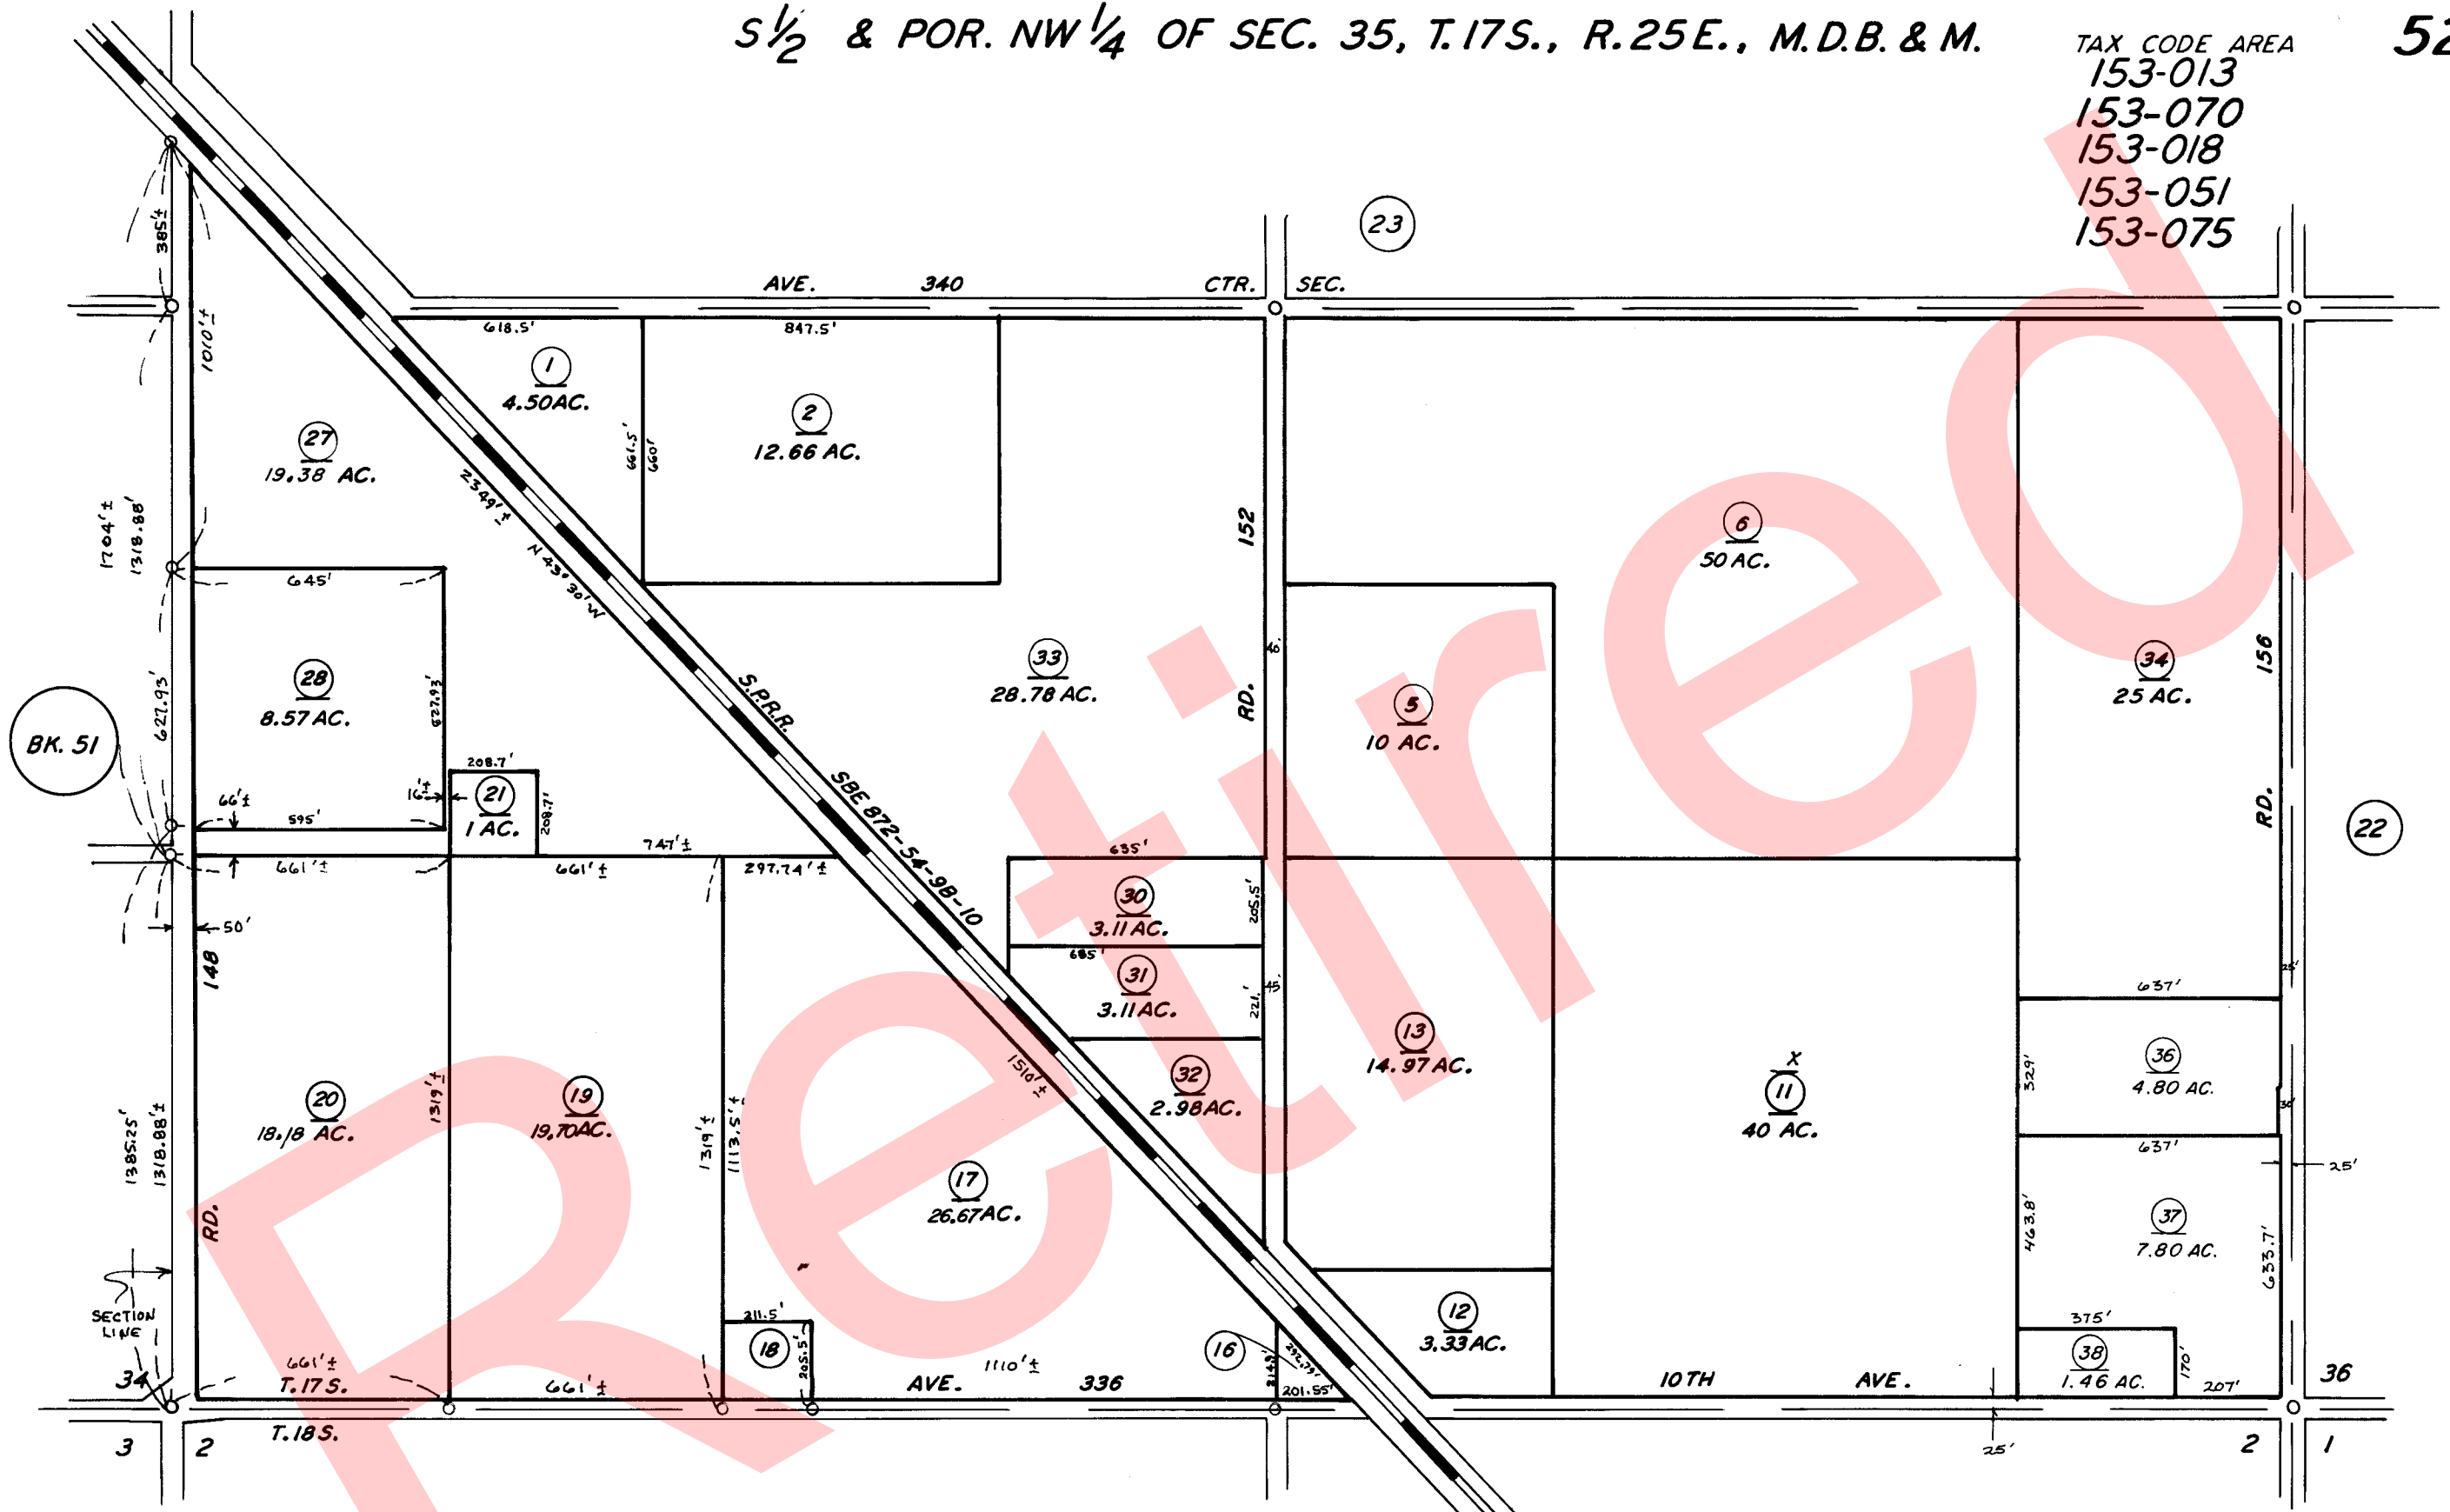 S 1/2 & POR. NW 1/4 OF SEC. 35, T.17S., R.25E., M.D.B. & M.
52
TAX CODE AREA
153-013
153-070
153-018
153-051
153-075
23
AVE. 340 CTR. SEC.
385'±
1010'±
618.5'
847.5'
1
4.50AC.
2
12.66 AC.
661.5'
660'
27
19.38 AC.
2349'±
N 43° 30' W
1704'±
1318.88'
645'
152
RD.
6
50 AC.
33
28.78 AC.
40'
5
10 AC.
34
25 AC.
156
RD.
28
8.57 AC.
627.93'
627.93'
BK. 51
S.P.R.R.
SBE 872-54-98-10
208.7'
21
1 AC.
208.7'
16'±
66'±
595'
661'±
661'±
747'±
297.74'±
635'
22
30
3.11 AC.
205.5'
685'
31
3.11 AC.
221.'
45'
32
2.98AC.
50'
148
RD.
25'
637'
329'
36
4.80 AC.
30'
637'
25'
13
14.97 AC.
X
11
40 AC.
1510'±
20
18.18 AC.
1319'±
19
19.70AC.
1319'±
1113.5'±
17
26.67AC.
1385.25'
1318.88'±
463.8'
37
7.80 AC.
633.7'
SECTION
LINE
211.5'
18
205.5'
16
214.9'
292.79'
201.55'
12
3.33AC.
375'
38
1.46 AC.
170'
207'
34
661'±
T.17S.
661'±
AVE. 1110'± 336
10TH AVE.
36
3 2
T.18S.
25'
2 1
Retired